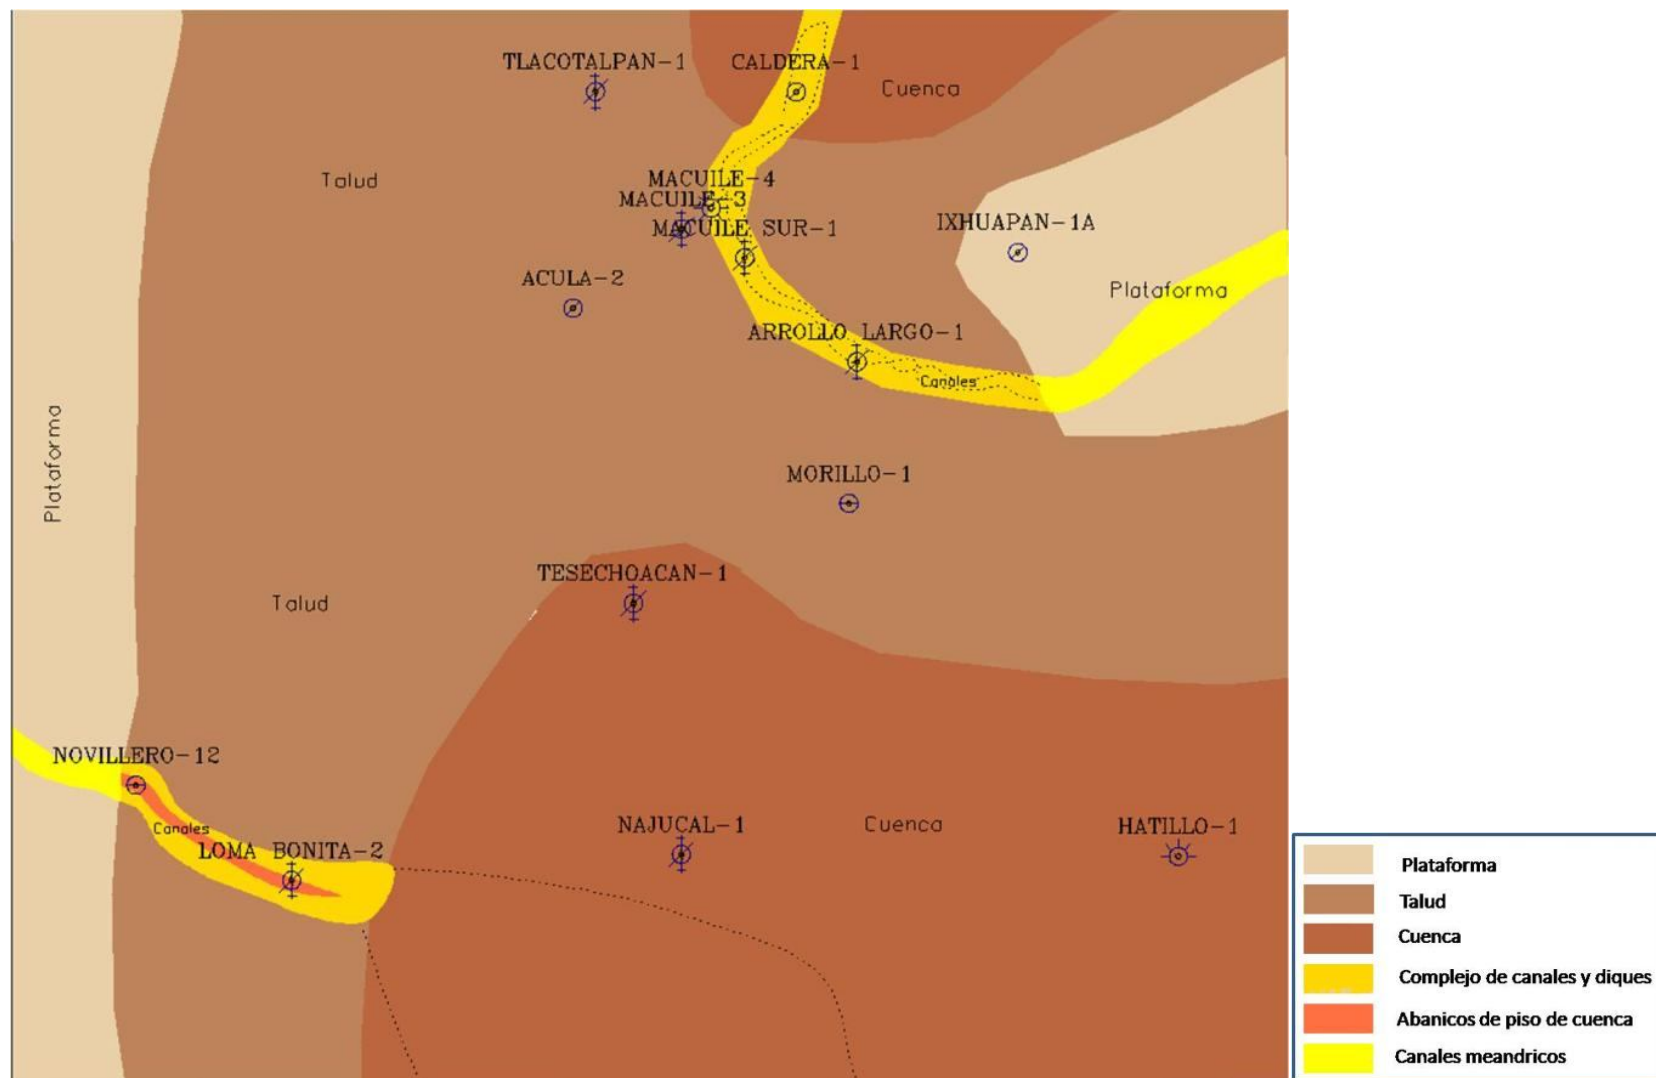 TLACOTALPAN-1
CALDERA-1
Cuenca
Talud
MACUILE-4
MACUILE-3
MACUILE SUR-1
IXHUAPAN-1A
ACULA-2
Plataforma
ARROLLO LARGO-1
Canales
Plataforma
MORILLO-1
TESECHOACAN-1
Talud
NOVILLERO-12
Canales
LOMA BONITA-2
NAJUCAL-1
Cuenca
HATILLO-1
Plataforma
Talud
Cuenca
Complejo de canales y diques
Abanicos de piso de cuenca
Canales meandricos